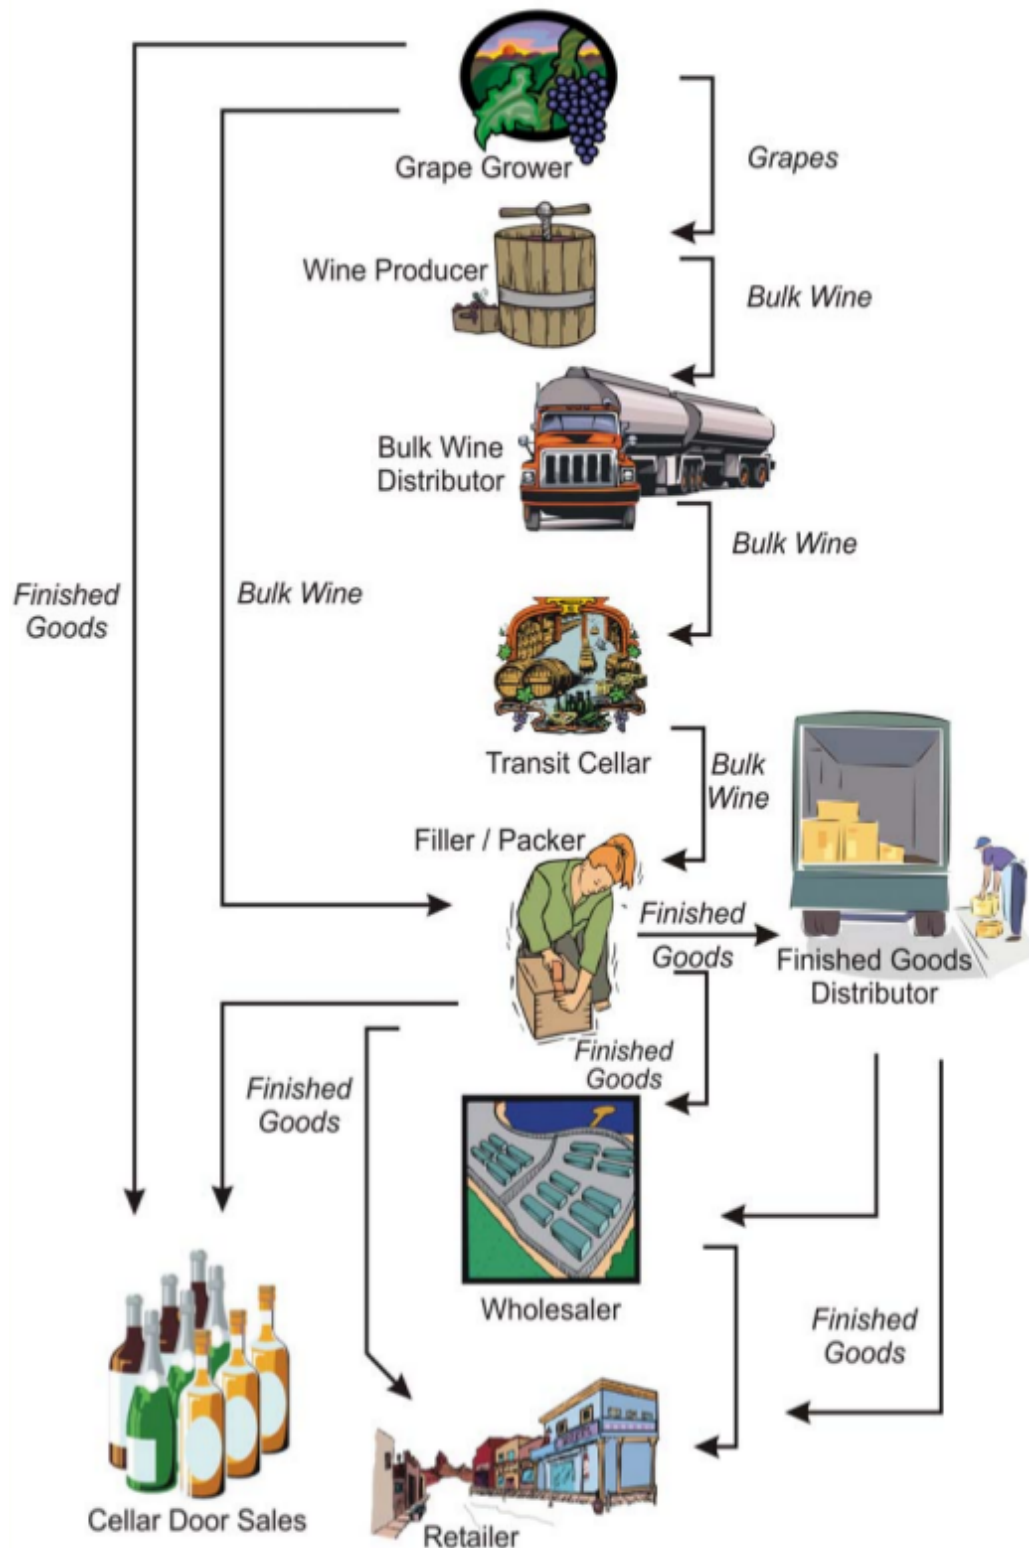 Grape Grower
Grapes
Wine Producer
Bulk Wine
Bulk Wine
Distributor
Bulk Wine
Finished
Goods
Bulk Wine
Transit Cellar
Bulk
Wine
Filler / Packer
Finished
Goods
Finished Goods
Distributor
Finished
Goods
Finished
Goods
Wholesaler
Finished
Goods
Cellar Door Sales
Retailer